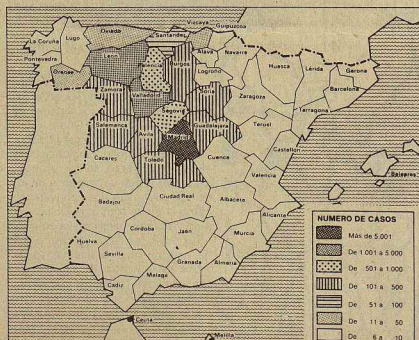 Vizcaya Guipuzcoa
La Coruña Lugo Oviedo Santander
Alava Navarra
Pontevedra León Burgos Huesca Lérida Gerona
Orense Logroño
Zamora Soria Barcelona
Valladolid Zaragoza
Segovia Tarragona
Salamanca Avila Madrid Guadalajara Teruel
Castellon
Caceres Toledo Cuenca Baleares
Valencia
Badajoz Ciudad Real Albacete
Alicante
Huelva Cordoba Jaen Murcia
Sevilla
Granada Almeria
Cadiz Malaga
Ceuta
Melilla
NUMERO DE CASOS
Más de 5.001
De 1.001 a 5.000
De 501 a 1.000
De 101 a 500
De 51 a 100
De 11 a 50
De 6 a 10